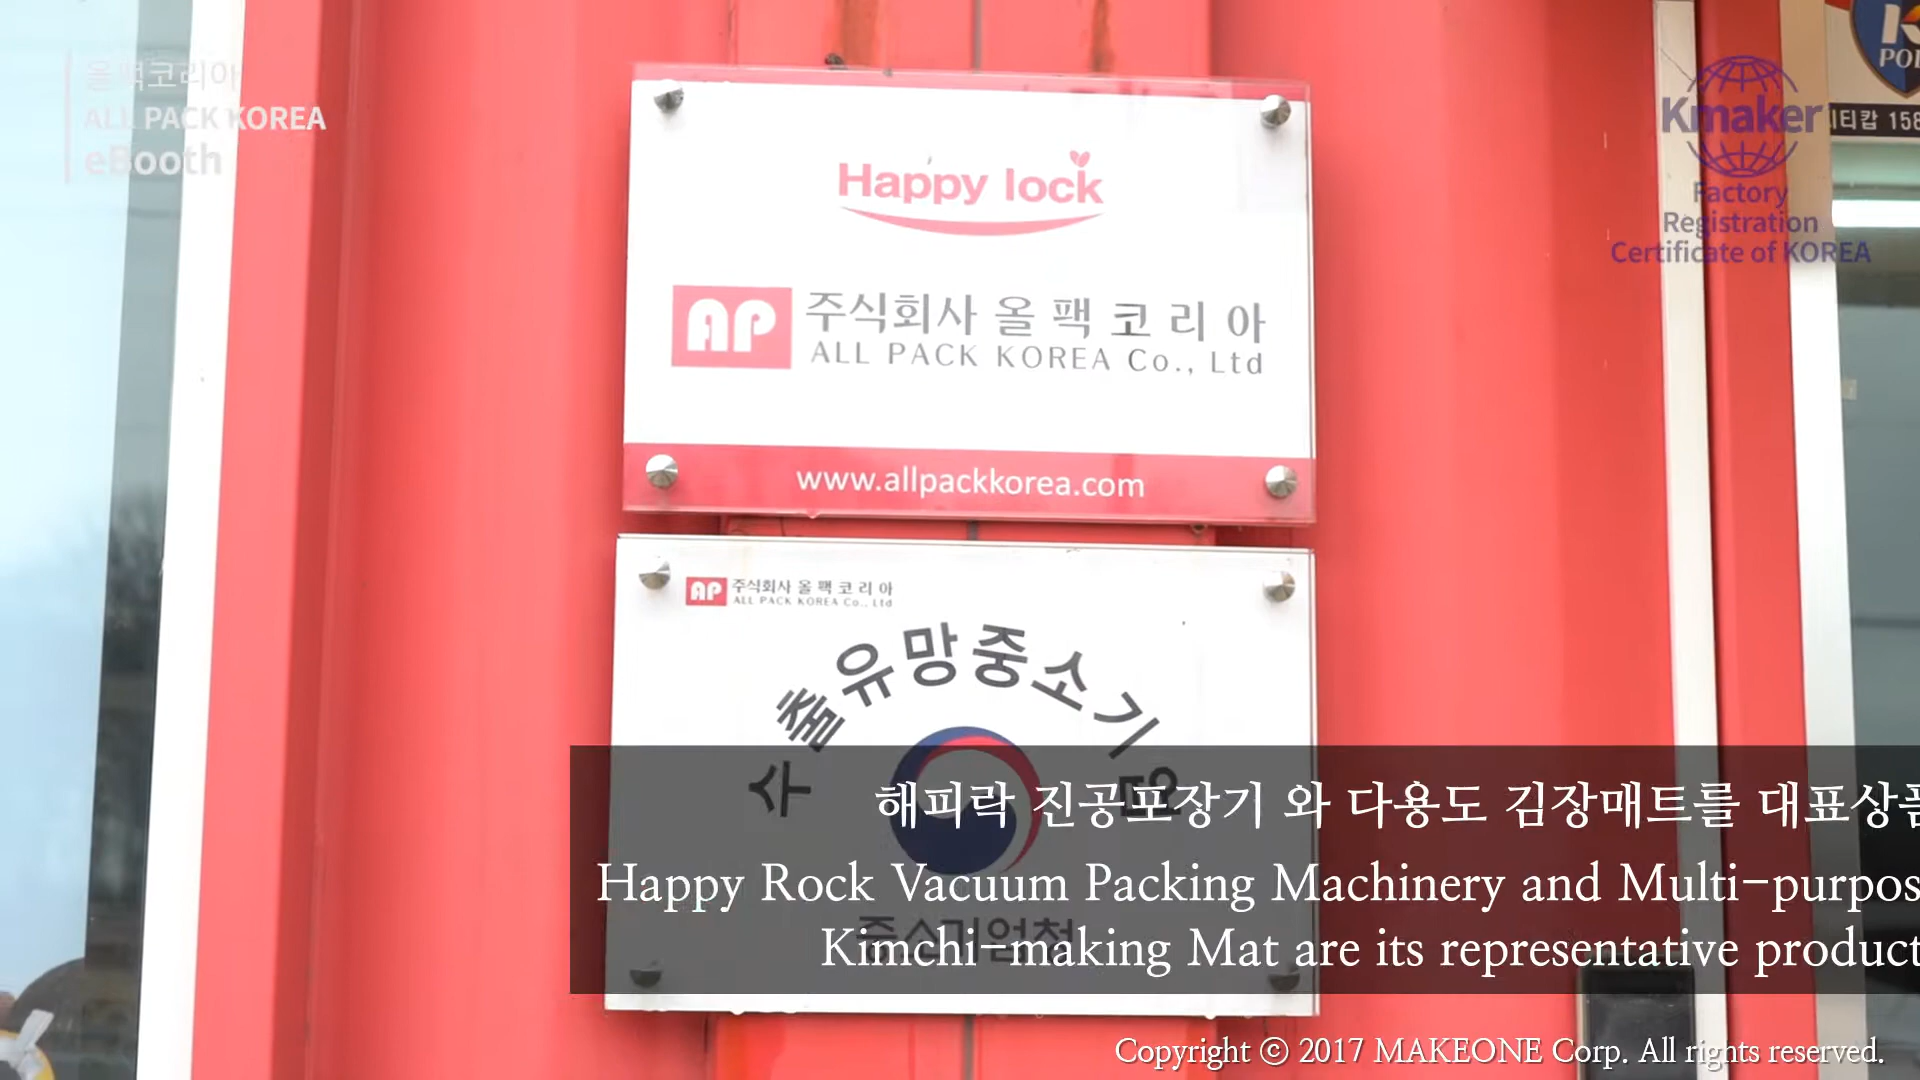 올팩코리아
ALL PACK KOREA
eBooth
Kmaker
Factory
Registration
Certificate of KOREA
Happy lock
AP 주식회사 올팩코리아
ALL PACK KOREA Co., Ltd
www.allpackkorea.com
AP 주식회사 올팩코리아
ALL PACK KOREA Co., Ltd
수출유망중소기업
중소기업청
해피락 진공포장기 와 다용도 김장매트를 대표상품
Happy Rock Vacuum Packing Machinery and Multi-purpos
Kimchi-making Mat are its representative product
Copyright ⓒ 2017 MAKEONE Corp. All rights reserved.